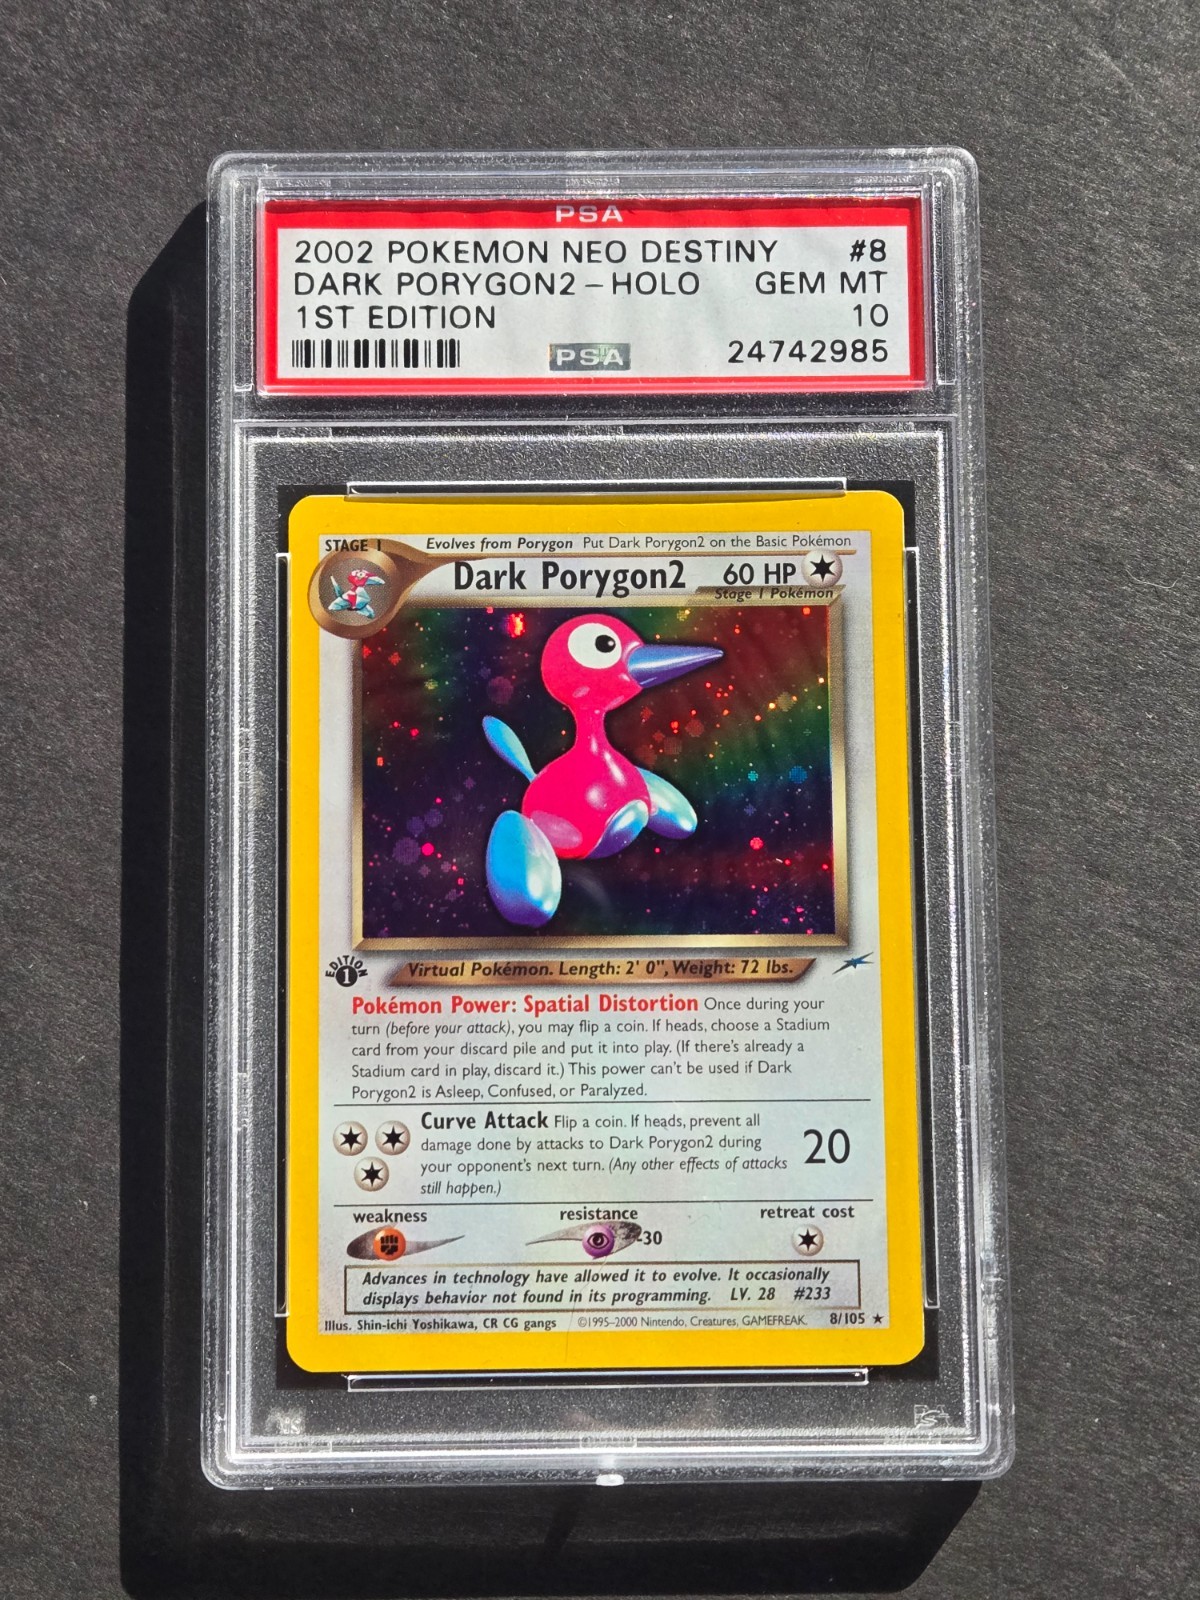 PSA
2002 POKEMON NEO DESTINY #8
DARK PORYGON2-HOLO GEM MT
1ST EDITION 10
PSA 24742985
STAGE 1 Evolves from Porygon Put Dark Porygon2 on the Basic Pokémon
Dark Porygon2 60 HP
Stage 1 Pokémon
EDITION
1
Virtual Pokémon. Length: 2' 0", Weight: 72 lbs.
Pokémon Power: Spatial Distortion Once during your
turn (before your attack), you may flip a coin. If heads, choose a Stadium
card from your discard pile and put it into play. (If there's already a
Stadium card in play, discard it.) This power can't be used if Dark
Porygon2 is Asleep, Confused, or Paralyzed.
Curve Attack Flip a coin. If heads, prevent all
damage done by attacks to Dark Porygon2 during
your opponent's next turn. (Any other effects of attacks
still happen.)
20
weakness resistance retreat cost
-30
Advances in technology have allowed it to evolve. It occasionally
displays behavior not found in its programming. LV. 28 #233
Illus. Shin-ichi Yoshikawa, CR CG gangs ©1995-2000 Nintendo, Creatures, GAMEFREAK. 8/105 ★